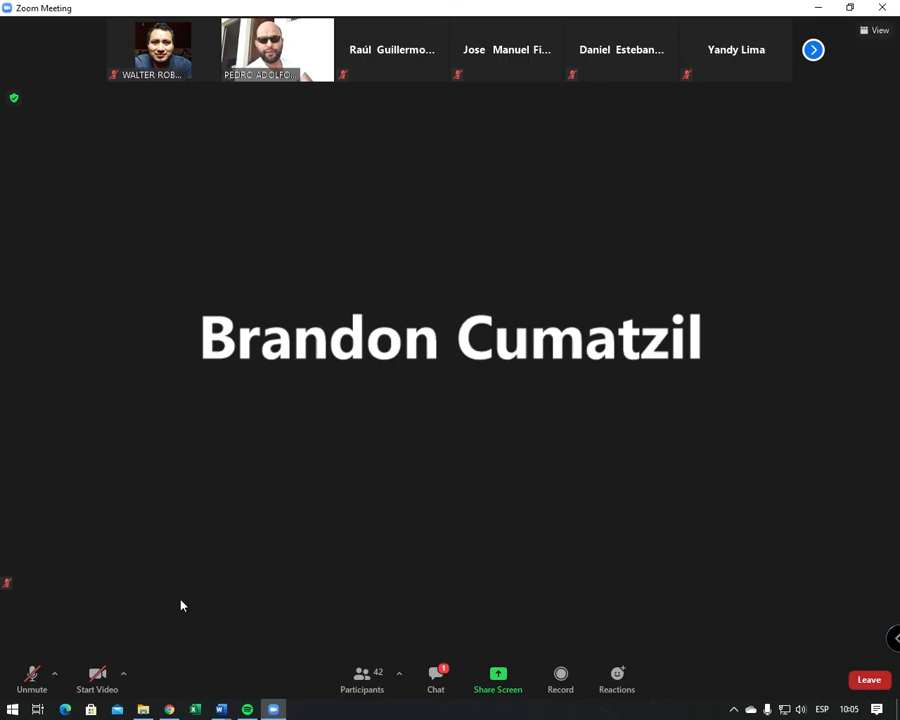 Zoom Meeting
View
WALTER ROB...
PEDRO ADOLFO...
Raúl Guillermo...
Jose Manuel Fi...
Daniel Esteban...
Yandy Lima
Brandon Cumatzil
Unmute
Start Video
42
Participants
1
Chat
Share Screen
Record
Reactions
Leave
ESP
10:05